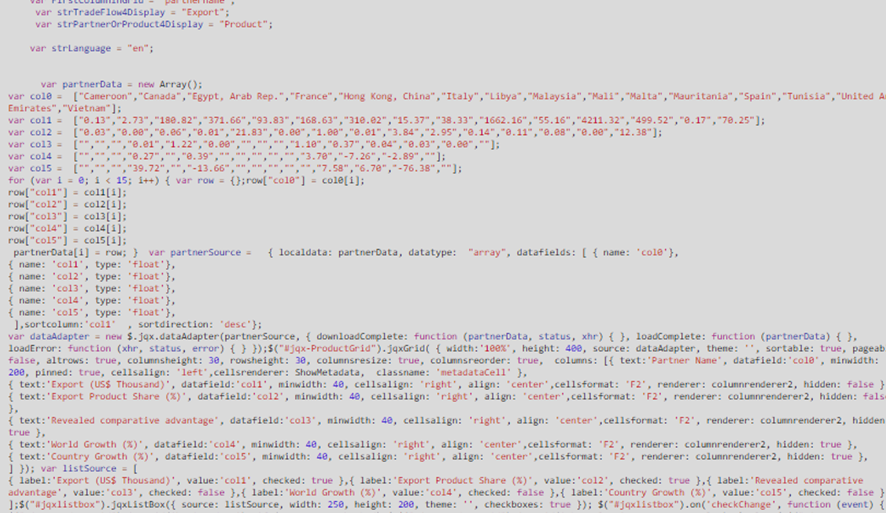 var strTradeFlow4Display = "Export";
var strPartnerOrProduct4Display = "Product";
var strLanguage = "en";
var partnerData = new Array();
var col0 = ["Cameroon","Canada","Egypt, Arab Rep.","France","Hong Kong, China","Italy","Libya","Malaysia","Mali","Malta","Mauritania","Spain","Tunisia","United
Emirates","Vietnam"];
var col1 = ["0.13","2.73","180.82","371.66","93.83","168.63","310.02","15.37","38.33","1662.16","55.16","4211.32","499.52","0.17","70.25"];
var col2 = ["0.03","0.00","0.06","0.01","21.83","0.00","1.00","0.01","3.84","2.95","0.14","0.11","0.08","0.00","12.38"];
var col3 = ["","","","0.01","1.22","0.00","","","","1.10","0.37","0.04","0.03","0.00",""];
var col4 = ["","","","0.27","","0.39","","","","","","3.70","-7.26","-2.89",""];
var col5 = ["","","","39.72","","-13.66","","","","","","7.58","6.70","-76.38",""];
for (var i = 0; i < 15; i++) { var row = {};row["col0"] = col0[i];
row["col1"] = col1[i];
row["col2"] = col2[i];
row["col3"] = col3[i];
row["col4"] = col4[i];
row["col5"] = col5[i];
partnerData[i] = row; } var partnerSource = { localdata: partnerData, datatype: "array", datafields: [ { name: 'col0'},
{ name: 'col1', type: 'float'},
{ name: 'col2', type: 'float'},
{ name: 'col3', type: 'float'},
{ name: 'col4', type: 'float'},
{ name: 'col5', type: 'float'},
],sortcolumn:'col1' , sortdirection: 'desc'};
var dataAdapter = new $.jqx.dataAdapter(partnerSource, { downloadComplete: function (partnerData, status, xhr) { }, loadComplete: function (partnerData) { },
loadError: function (xhr, status, error) { } });$("#jqx-ProductGrid").jqxGrid( { width:'100%', height: 400, source: dataAdapter, theme: '', sortable: true, pageab
false, altrows: true, columnsheight: 30, rowsheight: 30, columnsresize: true, columnsreorder: true, columns: [{ text:'Partner Name', datafield:'col0', minwidth:
200, pinned: true, cellsalign: 'left',cellsrenderer: ShowMetadata, classname: 'metadataCell' },
{ text:'Export (US$ Thousand)', datafield:'col1', minwidth: 40, cellsalign: 'right', align: 'center',cellsformat: 'F2', renderer: columnrenderer2, hidden: false }
{ text:'Export Product Share (%)', datafield:'col2', minwidth: 40, cellsalign: 'right', align: 'center',cellsformat: 'F2', renderer: columnrenderer2, hidden: fals
},
{ text:'Revealed comparative advantage', datafield:'col3', minwidth: 40, cellsalign: 'right', align: 'center',cellsformat: 'F2', renderer: columnrenderer2, hidden
true },
{ text:'World Growth (%)', datafield:'col4', minwidth: 40, cellsalign: 'right', align: 'center',cellsformat: 'F2', renderer: columnrenderer2, hidden: true },
{ text:'Country Growth (%)', datafield:'col5', minwidth: 40, cellsalign: 'right', align: 'center',cellsformat: 'F2', renderer: columnrenderer2, hidden: true },
] }); var listSource = [
{ label:'Export (US$ Thousand)', value:'col1', checked: true },{ label:'Export Product Share (%)', value:'col2', checked: true },{ label:'Revealed comparative
advantage', value:'col3', checked: false },{ label:'World Growth (%)', value:'col4', checked: false },{ label:'Country Growth (%)', value:'col5', checked: false }
];$("#jqxlistbox").jqxListBox({ source: listSource, width: 250, height: 200, theme: '', checkboxes: true }); $("#jqxlistbox").on('checkChange', function (event) {